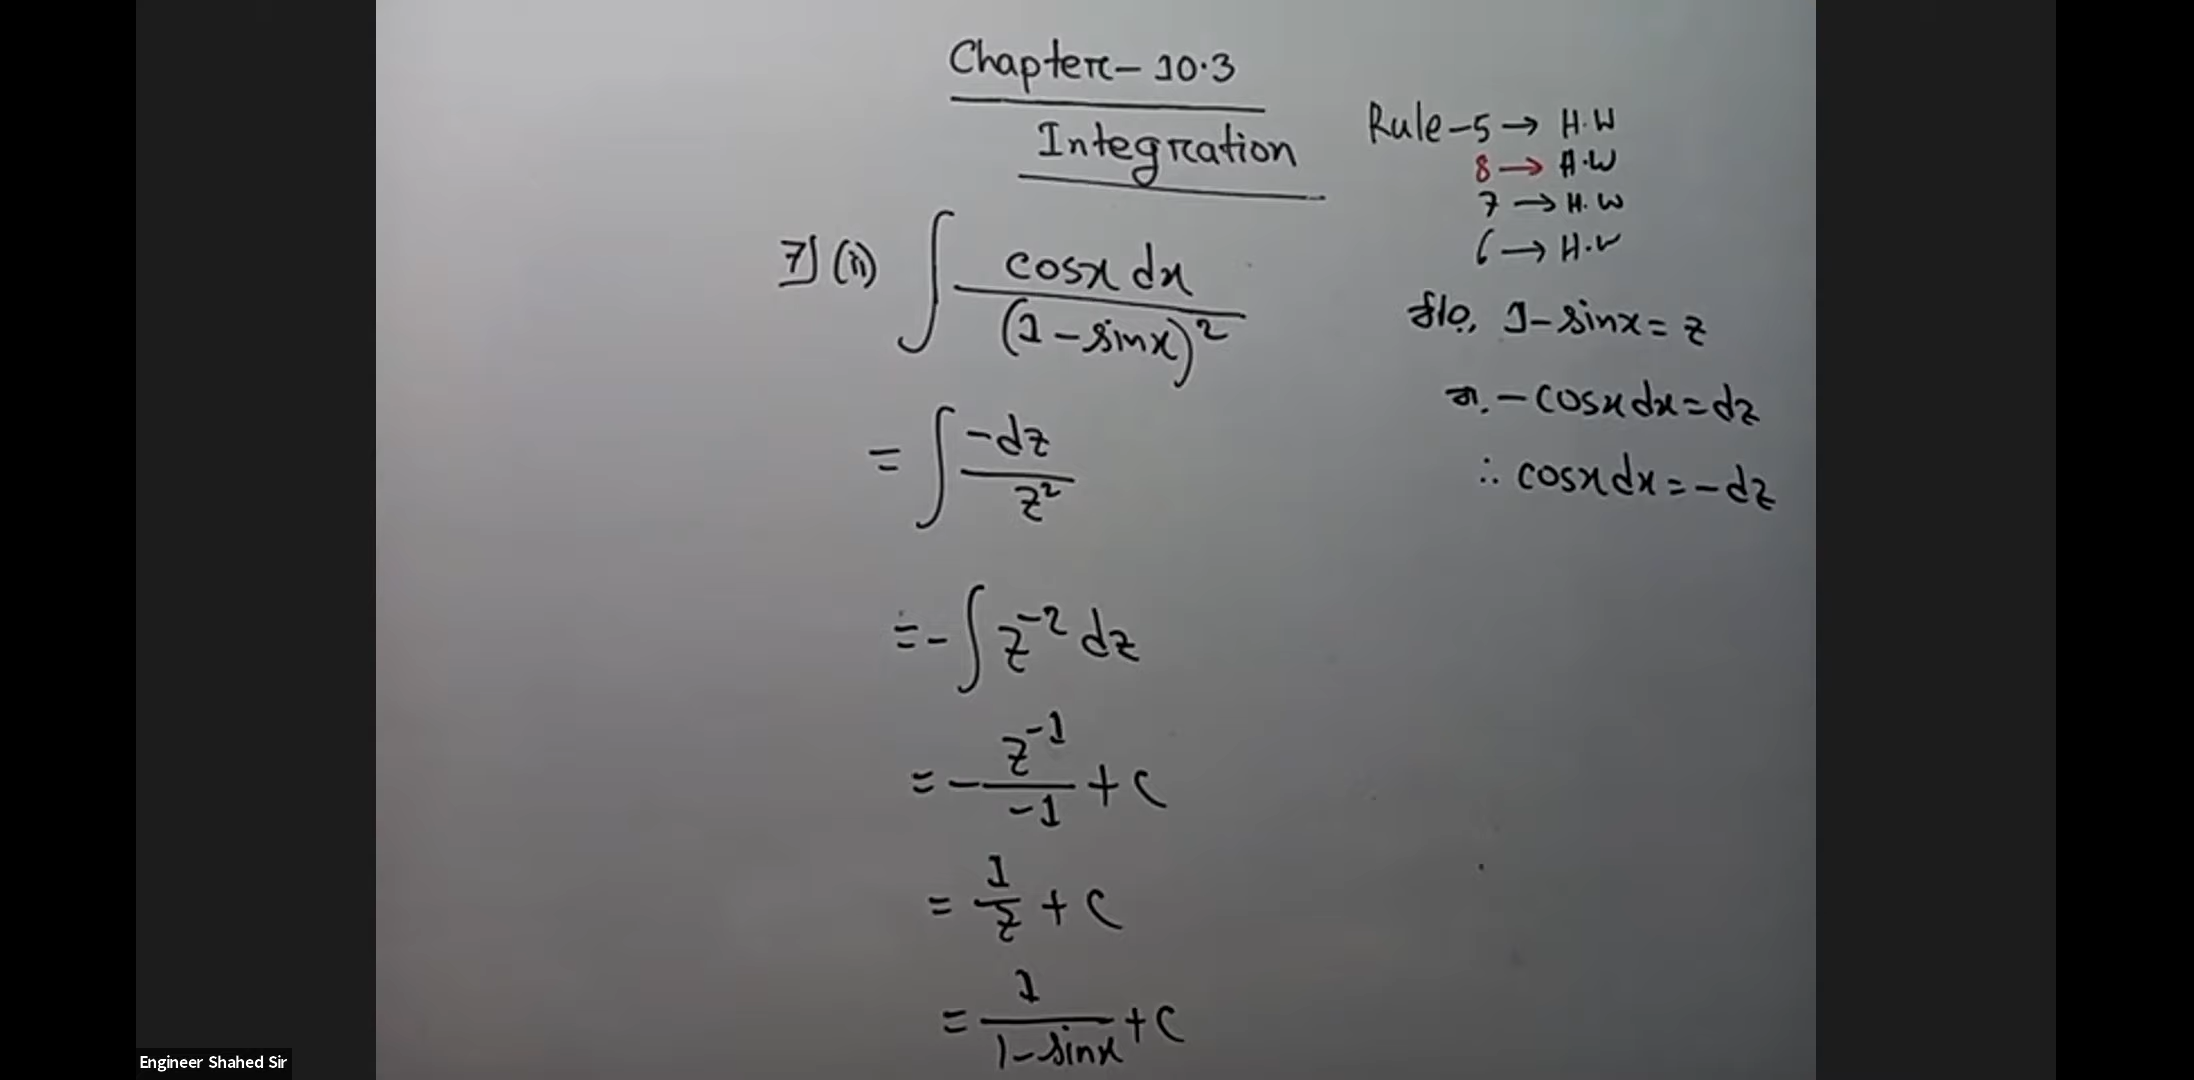 Chapter- 10.3
Integration
Rule-5 → H.W
8 → H.W
7 → H.W
6 → H.W
7] (ii) ∫ cosx dx / (1-sinx)²
= ∫ -dz / z²
= - ∫ z⁻² dz
= - z⁻¹ / -1 + c
= 1/z + c
= 1 / 1-sinx + c
ধরি, 1-sinx = z
বা, -cosx dx = dz
∴ cosx dx = -dz
Engineer Shahed Sir